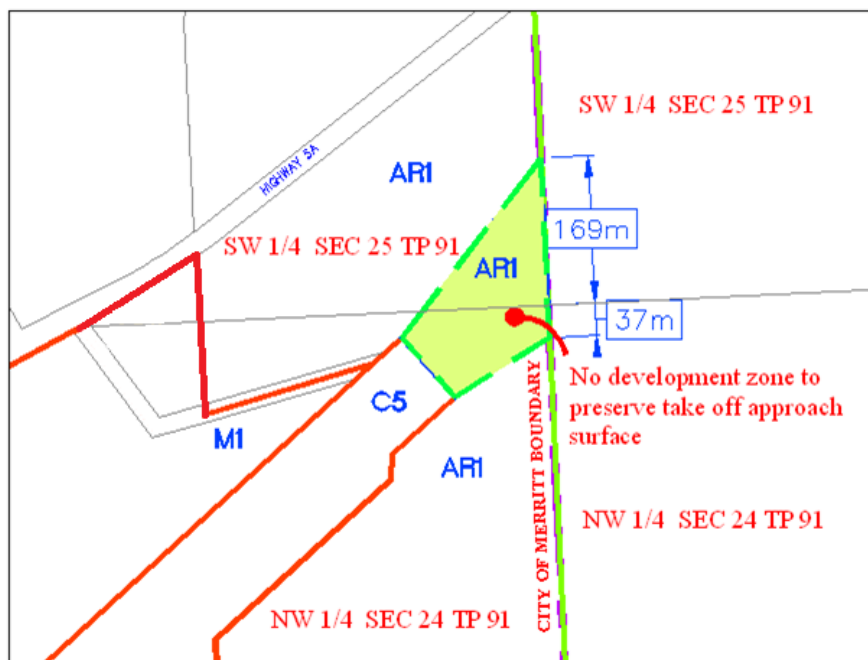 SW 1/4 SEC 25 TP 91
HIGHWAY 5A
AR1
169m
SW 1/4 SEC 25 TP 91
AR1
37m
No development zone to
preserve take off approach
surface
C5
M1
AR1
CITY OF MERRITT BOUNDARY
NW 1/4 SEC 24 TP 91
NW 1/4 SEC 24 TP 91